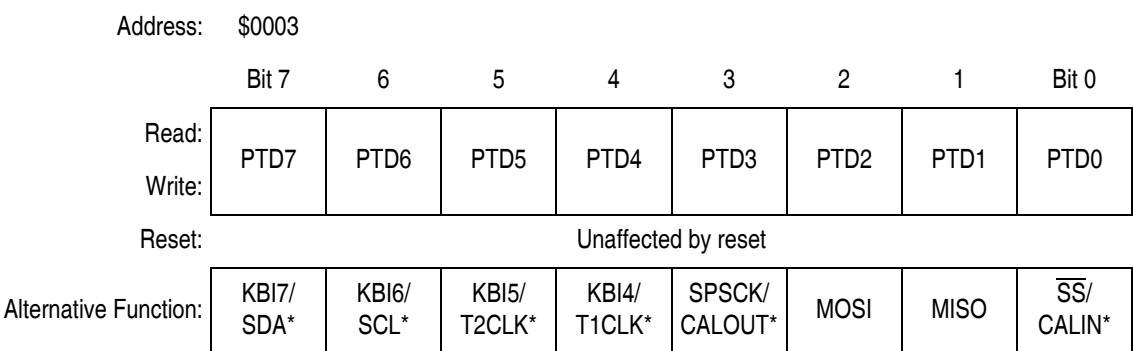 Address: $0003
Bit 7 6 5 4 3 2 1 Bit 0
Read:
PTD7 PTD6 PTD5 PTD4 PTD3 PTD2 PTD1 PTD0
Write:
Reset: Unaffected by reset
KBI7/ KBI6/ KBI5/ KBI4/ SPSCK/ SS/
Alternative Function: MOSI MISO
SDA* SCL* T2CLK* T1CLK* CALOUT* CALIN*